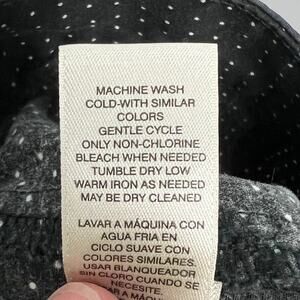 MACHINE WASH
COLD-WITH SIMILAR
COLORS
GENTLE CYCLE
ONLY NON-CHLORINE
BLEACH WHEN NEEDED
TUMBLE DRY LOW
WARM IRON AS NEEDED
MAY BE DRY CLEANED
LAVAR A MÁQUINA CON
AGUA FRIA EN
CICLO SUAVE CON
COLORES SIMILARES.
USAR BLANQUEADOR
SIN CLORO CUANDO SE
NECESITE.
AR A MÁQUINA